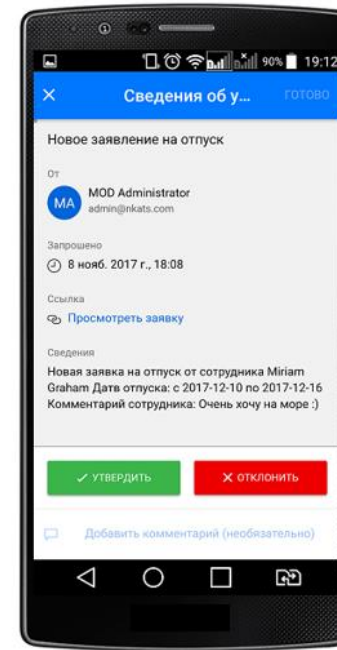 90% 19:12
Сведения об у... ГОТОВО
Новое заявление на отпуск
От
MA
MOD Administrator
admin@nkats.com
Запрошено
8 нояб. 2017 г., 18:08
Ссылка
Просмотреть заявку
Сведения
Новая заявка на отпуск от сотрудника Miriam
Graham Датв отпуска: с 2017-12-10 по 2017-12-16
Комментарий сотрудника: Очень хочу на море :)
УТВЕРДИТЬ
ОТКЛОНИТЬ
Добавить комментарий (необязательно)